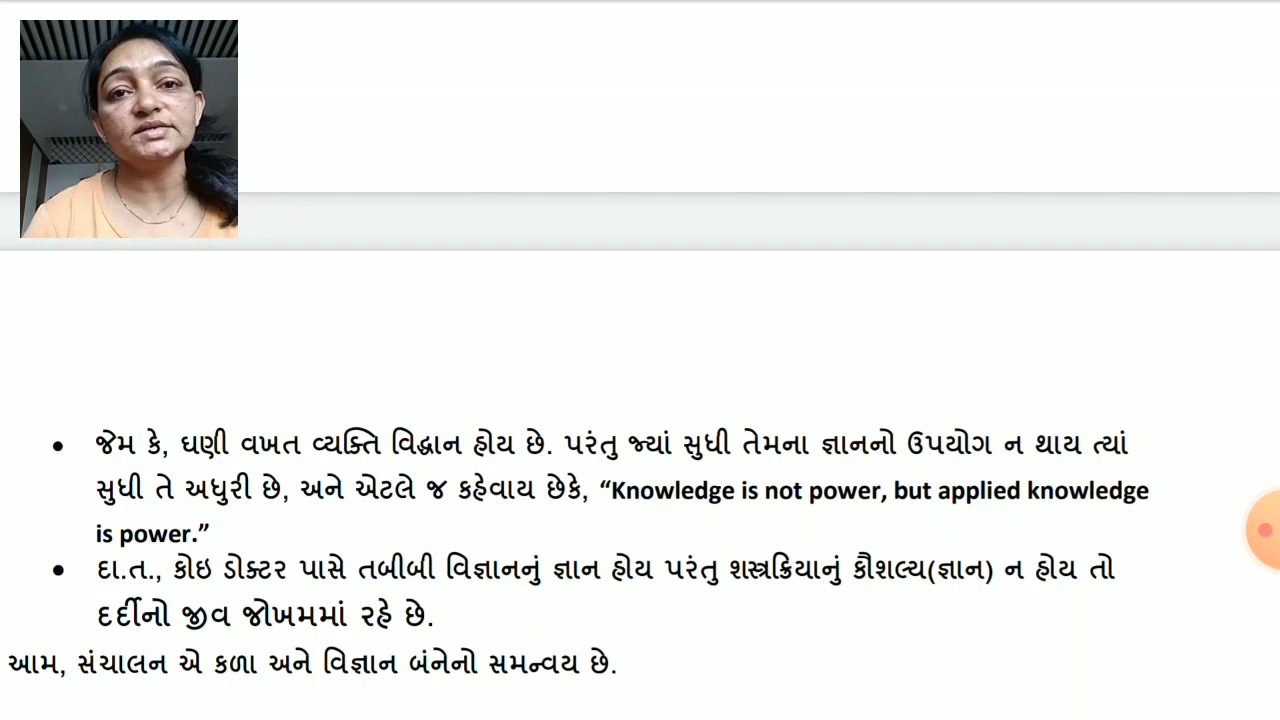 • જેમ કે, ઘણી વખત વ્યક્તિ વિદ્ધાન હોય છે. પરંતુ જ્યાં સુધી તેમના જ્ઞાનનો ઉપયોગ ન થાય ત્યાં
સુધી તે અધુરી છે, અને એટલે જ કહેવાય છેકે, “Knowledge is not power, but applied knowledge
is power.”
• દા.ત., કોઇ ડોક્ટર પાસે તબીબી વિજ્ઞાનનું જ્ઞાન હોય પરંતુ શસ્ત્રક્રિયાનું કૌશલ્ય(જ્ઞાન) ન હોય તો
દર્દીનો જીવ જોખમમાં રહે છે.
આમ, સંચાલન એ કળા અને વિજ્ઞાન બંનેનો સમન્વય છે.